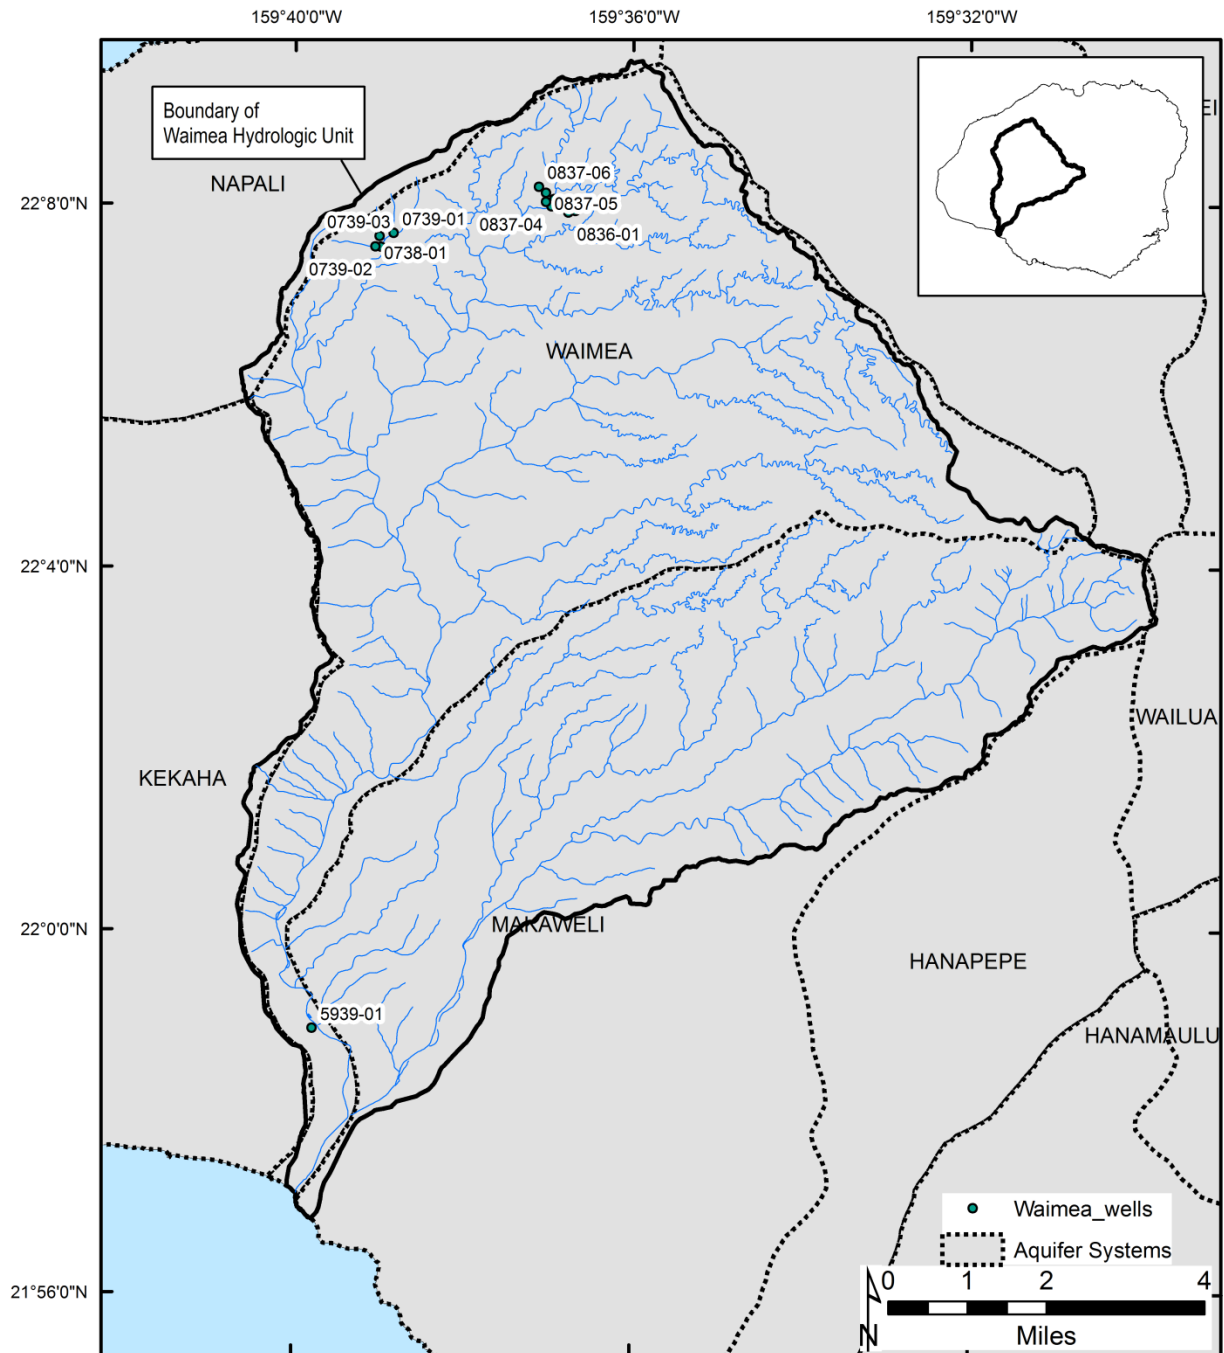 159°40'0"W
159°36'0"W
159°32'0"W
Boundary of
Waimea Hydrologic Unit
EI
NAPALI
0837-06
22°8'0"N
0739-03
0739-01
0837-05
0837-04
0836-01
0738-01
0739-02
WAIMEA
22°4'0"N
WAILUA
KEKAHA
22°0'0"N
MAKAWELI
HANAPEPE
5939-01
HANAMAULU
Waimea_wells
Aquifer Systems
21°56'0"N
0 1 2 4
N
Miles